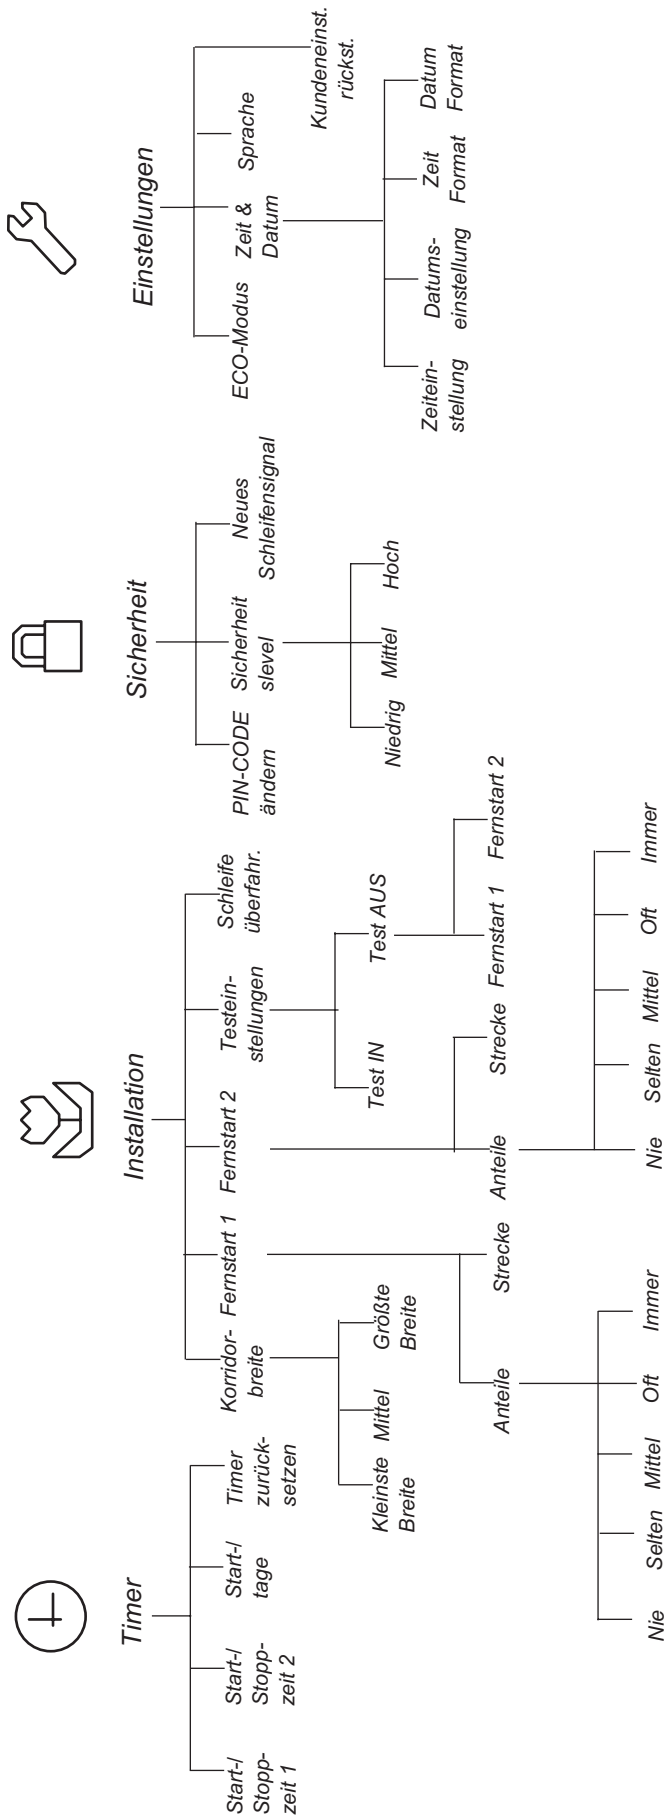 Timer
Start-/
Stopp-
zeit 1
Start-/
Stopp-
zeit 2
Start-/
tage
Timer
zurück-
setzen
Installation
Korridor-
breite
Kleinste
Breite
Mittel
Größte
Breite
Fernstart 1
Anteile
Nie
Selten
Mittel
Oft
Immer
Strecke
Fernstart 2
Anteile
Nie
Selten
Mittel
Oft
Immer
Strecke
Testein-
stellungen
Test IN
Test AUS
Fernstart 1
Fernstart 2
Schleife
überfahr.
Sicherheit
PIN-CODE
ändern
Sicherheit
slevel
Niedrig
Mittel
Hoch
Neues
Schleifensignal
Einstellungen
ECO-Modus
Zeit &
Datum
Zeitein-
stellung
Datums-
einstellung
Zeit
Format
Datum
Format
Sprache
Kundeneinst.
rückst.